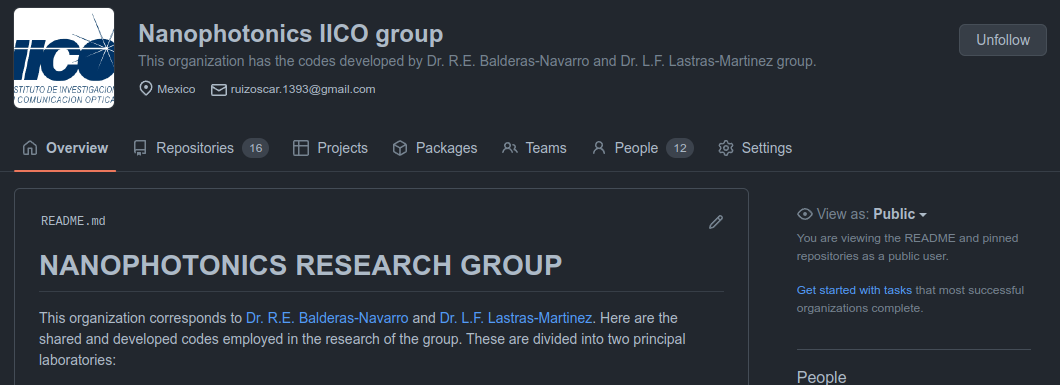 IICO
STITUTO DE INVESTIGACION
COMUNICACION OPTICA
Nanophotonics IICO group
This organization has the codes developed by Dr. R.E. Balderas-Navarro and Dr. L.F. Lastras-Martinez group.
Mexico ruizoscar.1393@gmail.com
Unfollow
Overview Repositories 16 Projects Packages Teams People 12 Settings
README.md
NANOPHOTONICS RESEARCH GROUP
This organization corresponds to Dr. R.E. Balderas-Navarro and Dr. L.F. Lastras-Martinez. Here are the
shared and developed codes employed in the research of the group. These are divided into two principal
laboratories:
View as: Public
You are viewing the README and pinned
repositories as a public user.
Get started with tasks that most successful
organizations complete.
People